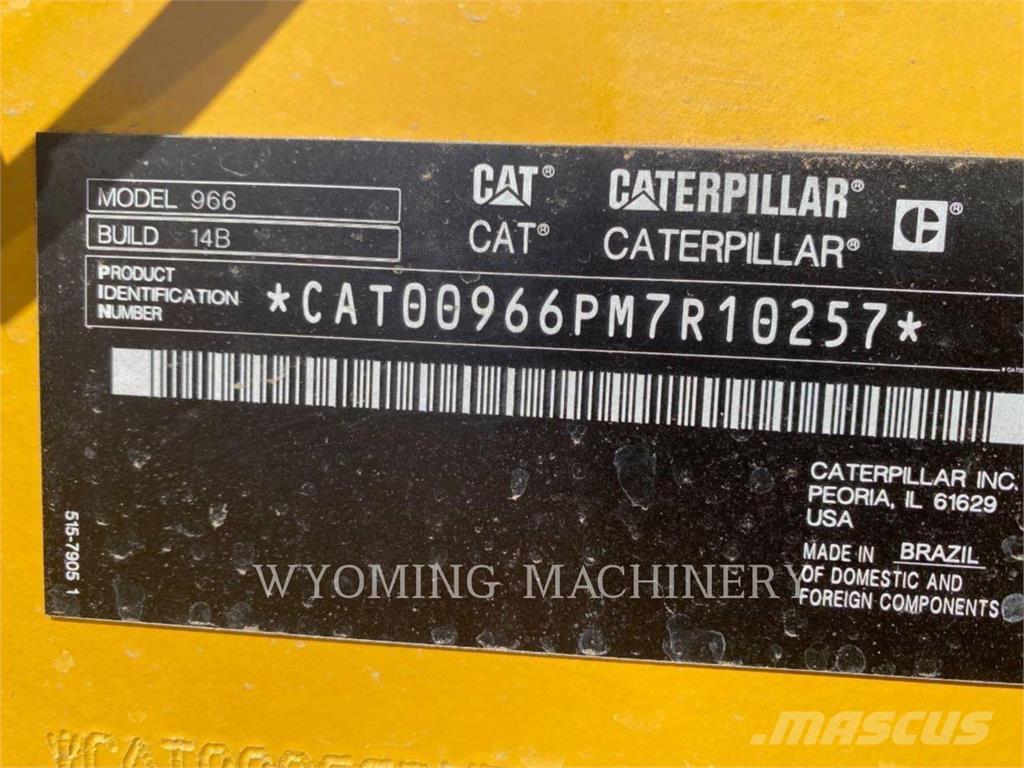 MODEL 966
BUILD 14B
CAT® CATERPILLAR® C®
CAT® CATERPILLAR®
PRODUCT
IDENTIFICATION
NUMBER
*CAT00966PM7R10257*
CATERPILLAR INC.
PEORIA, IL 61629
USA
MADE IN BRAZIL
OF DOMESTIC AND
FOREIGN COMPONENTS
515-7905 1
WYOMING MACHINERY
MASCUS